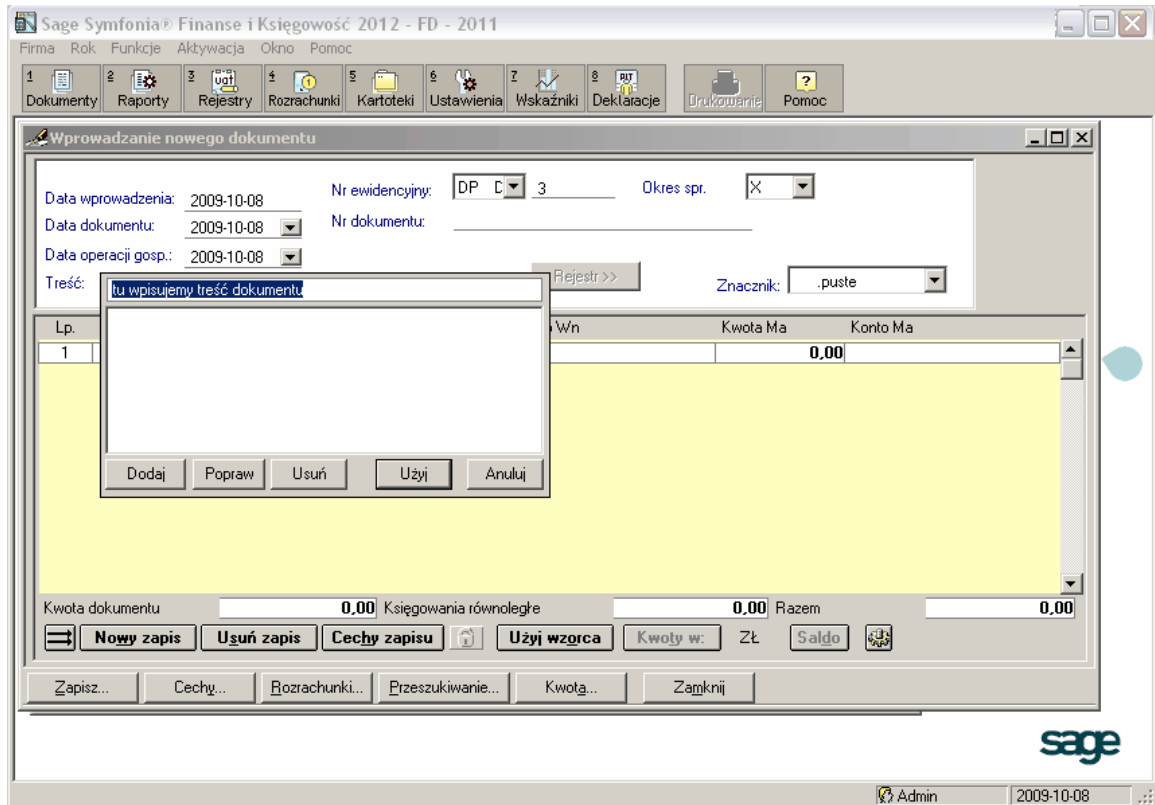 Sage Symfonia® Finanse i Księgowość 2012 - FD - 2011
Firma Rok Funkcje Aktywacja Okno Pomoc
1 2 3 4 5 6 7 8
Dokumenty Raporty Rejestry Rozrachunki Kartoteki Ustawienia Wskaźniki Deklaracje Drukowanie Pomoc
Wprowadzanie nowego dokumentu
Data wprowadzenia: 2009-10-08 Nr ewidencyjny: DP 3 Okres spr. X
Data dokumentu: 2009-10-08 Nr dokumentu:
Data operacji gosp.: 2009-10-08
Treść: Rejestr >> Znacznik: .puste
tu wpisujemy treść dokumentu
Lp. Wn Kwota Ma Konto Ma
1 0,00
Dodaj Popraw Usuń Użyj Anuluj
Kwota dokumentu 0,00 Księgowania równoległe 0,00 Razem 0,00
Nowy zapis Usuń zapis Cechy zapisu Użyj wzorca Kwoty w: ZŁ Saldo
Zapisz... Cechy... Rozrachunki... Przeszukiwanie... Kwota... Zamknij
sage
Admin 2009-10-08